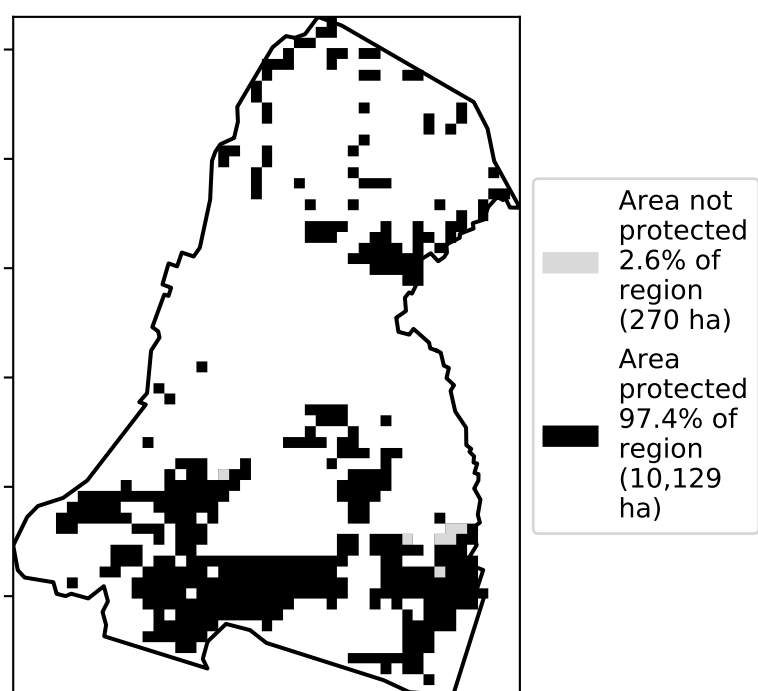 Area not
protected
2.6% of
region
(270 ha)
Area
protected
97.4% of
region
(10,129
ha)